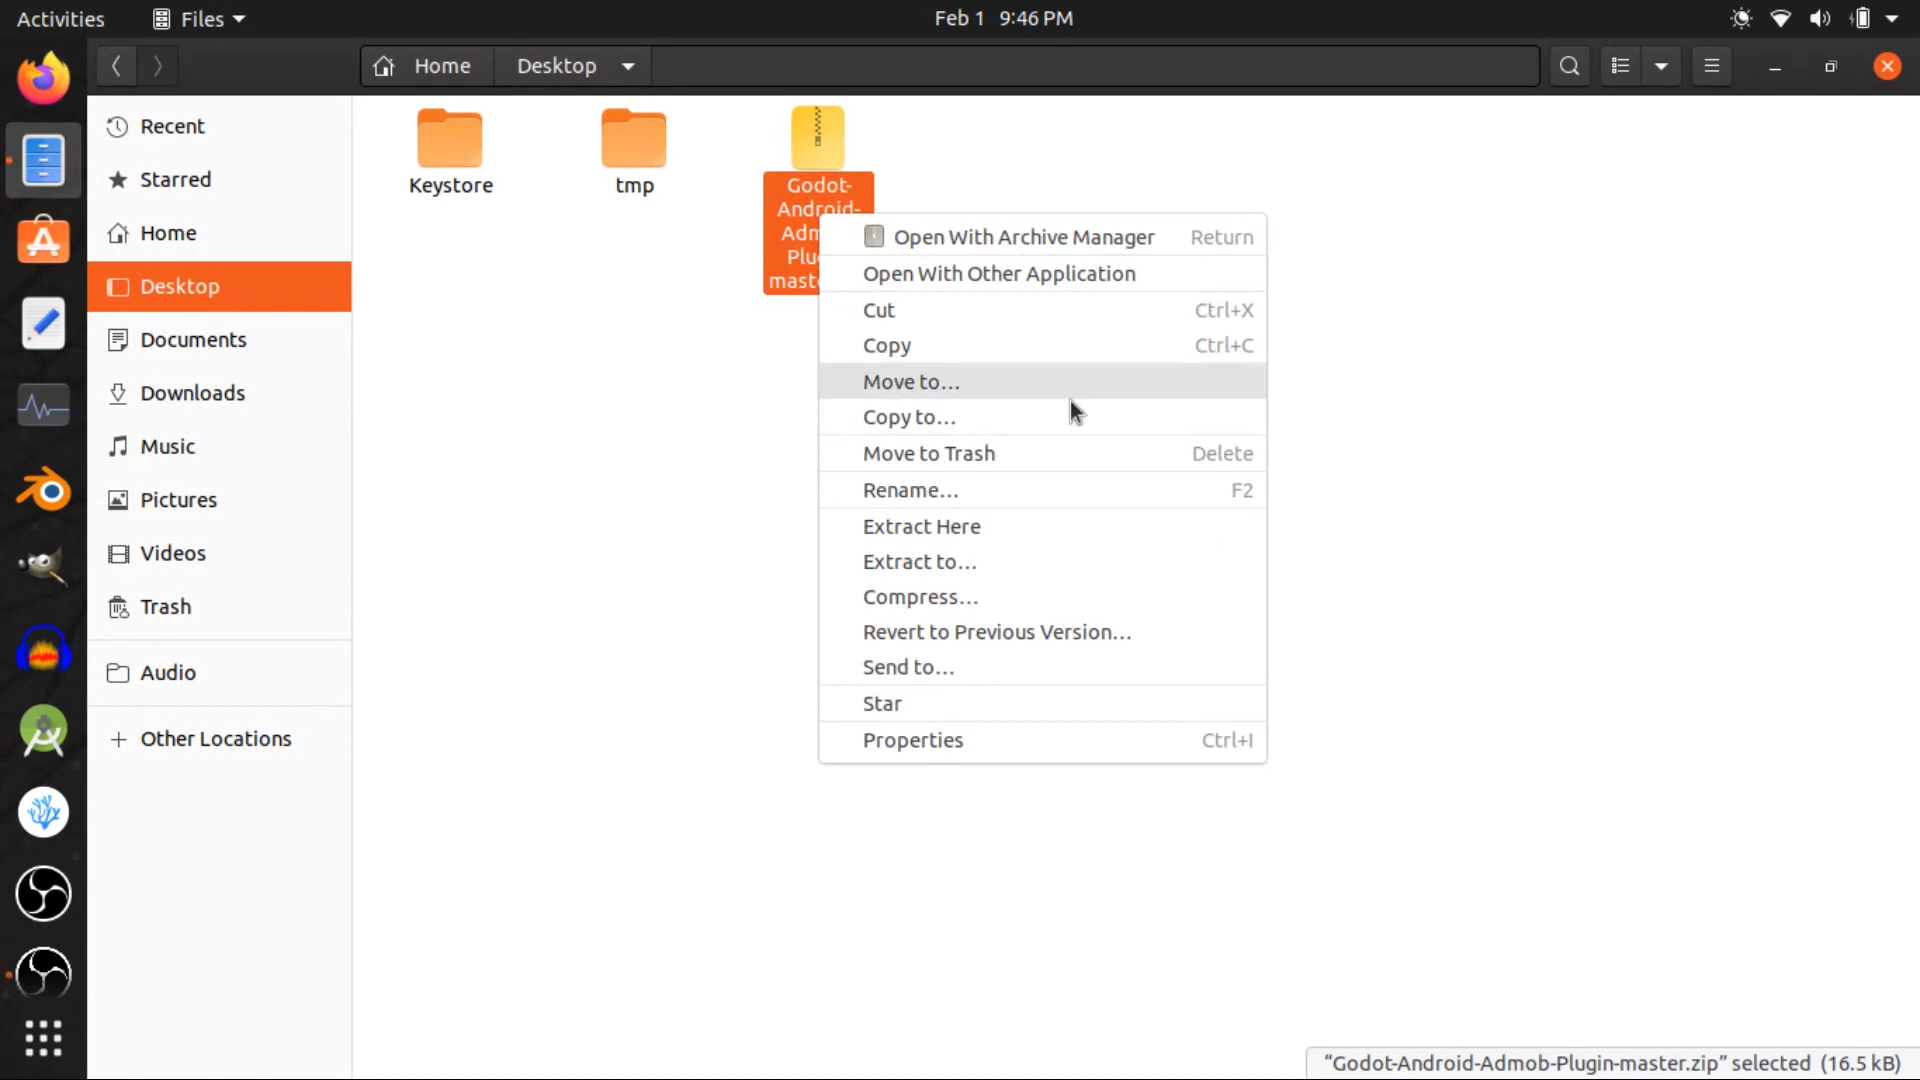 Activities
Files
Feb 1 9:46 PM
Home
Desktop
Recent
Starred
Home
Desktop
Documents
Downloads
Music
Pictures
Videos
Trash
Audio
+ Other Locations
Keystore
tmp
Godot-
Android-
Adm
Plu
mast
Open With Archive Manager Return
Open With Other Application
Cut Ctrl+X
Copy Ctrl+C
Move to…
Copy to…
Move to Trash Delete
Rename… F2
Extract Here
Extract to…
Compress…
Revert to Previous Version…
Send to…
Star
Properties Ctrl+I
“Godot-Android-Admob-Plugin-master.zip” selected (16.5 kB)